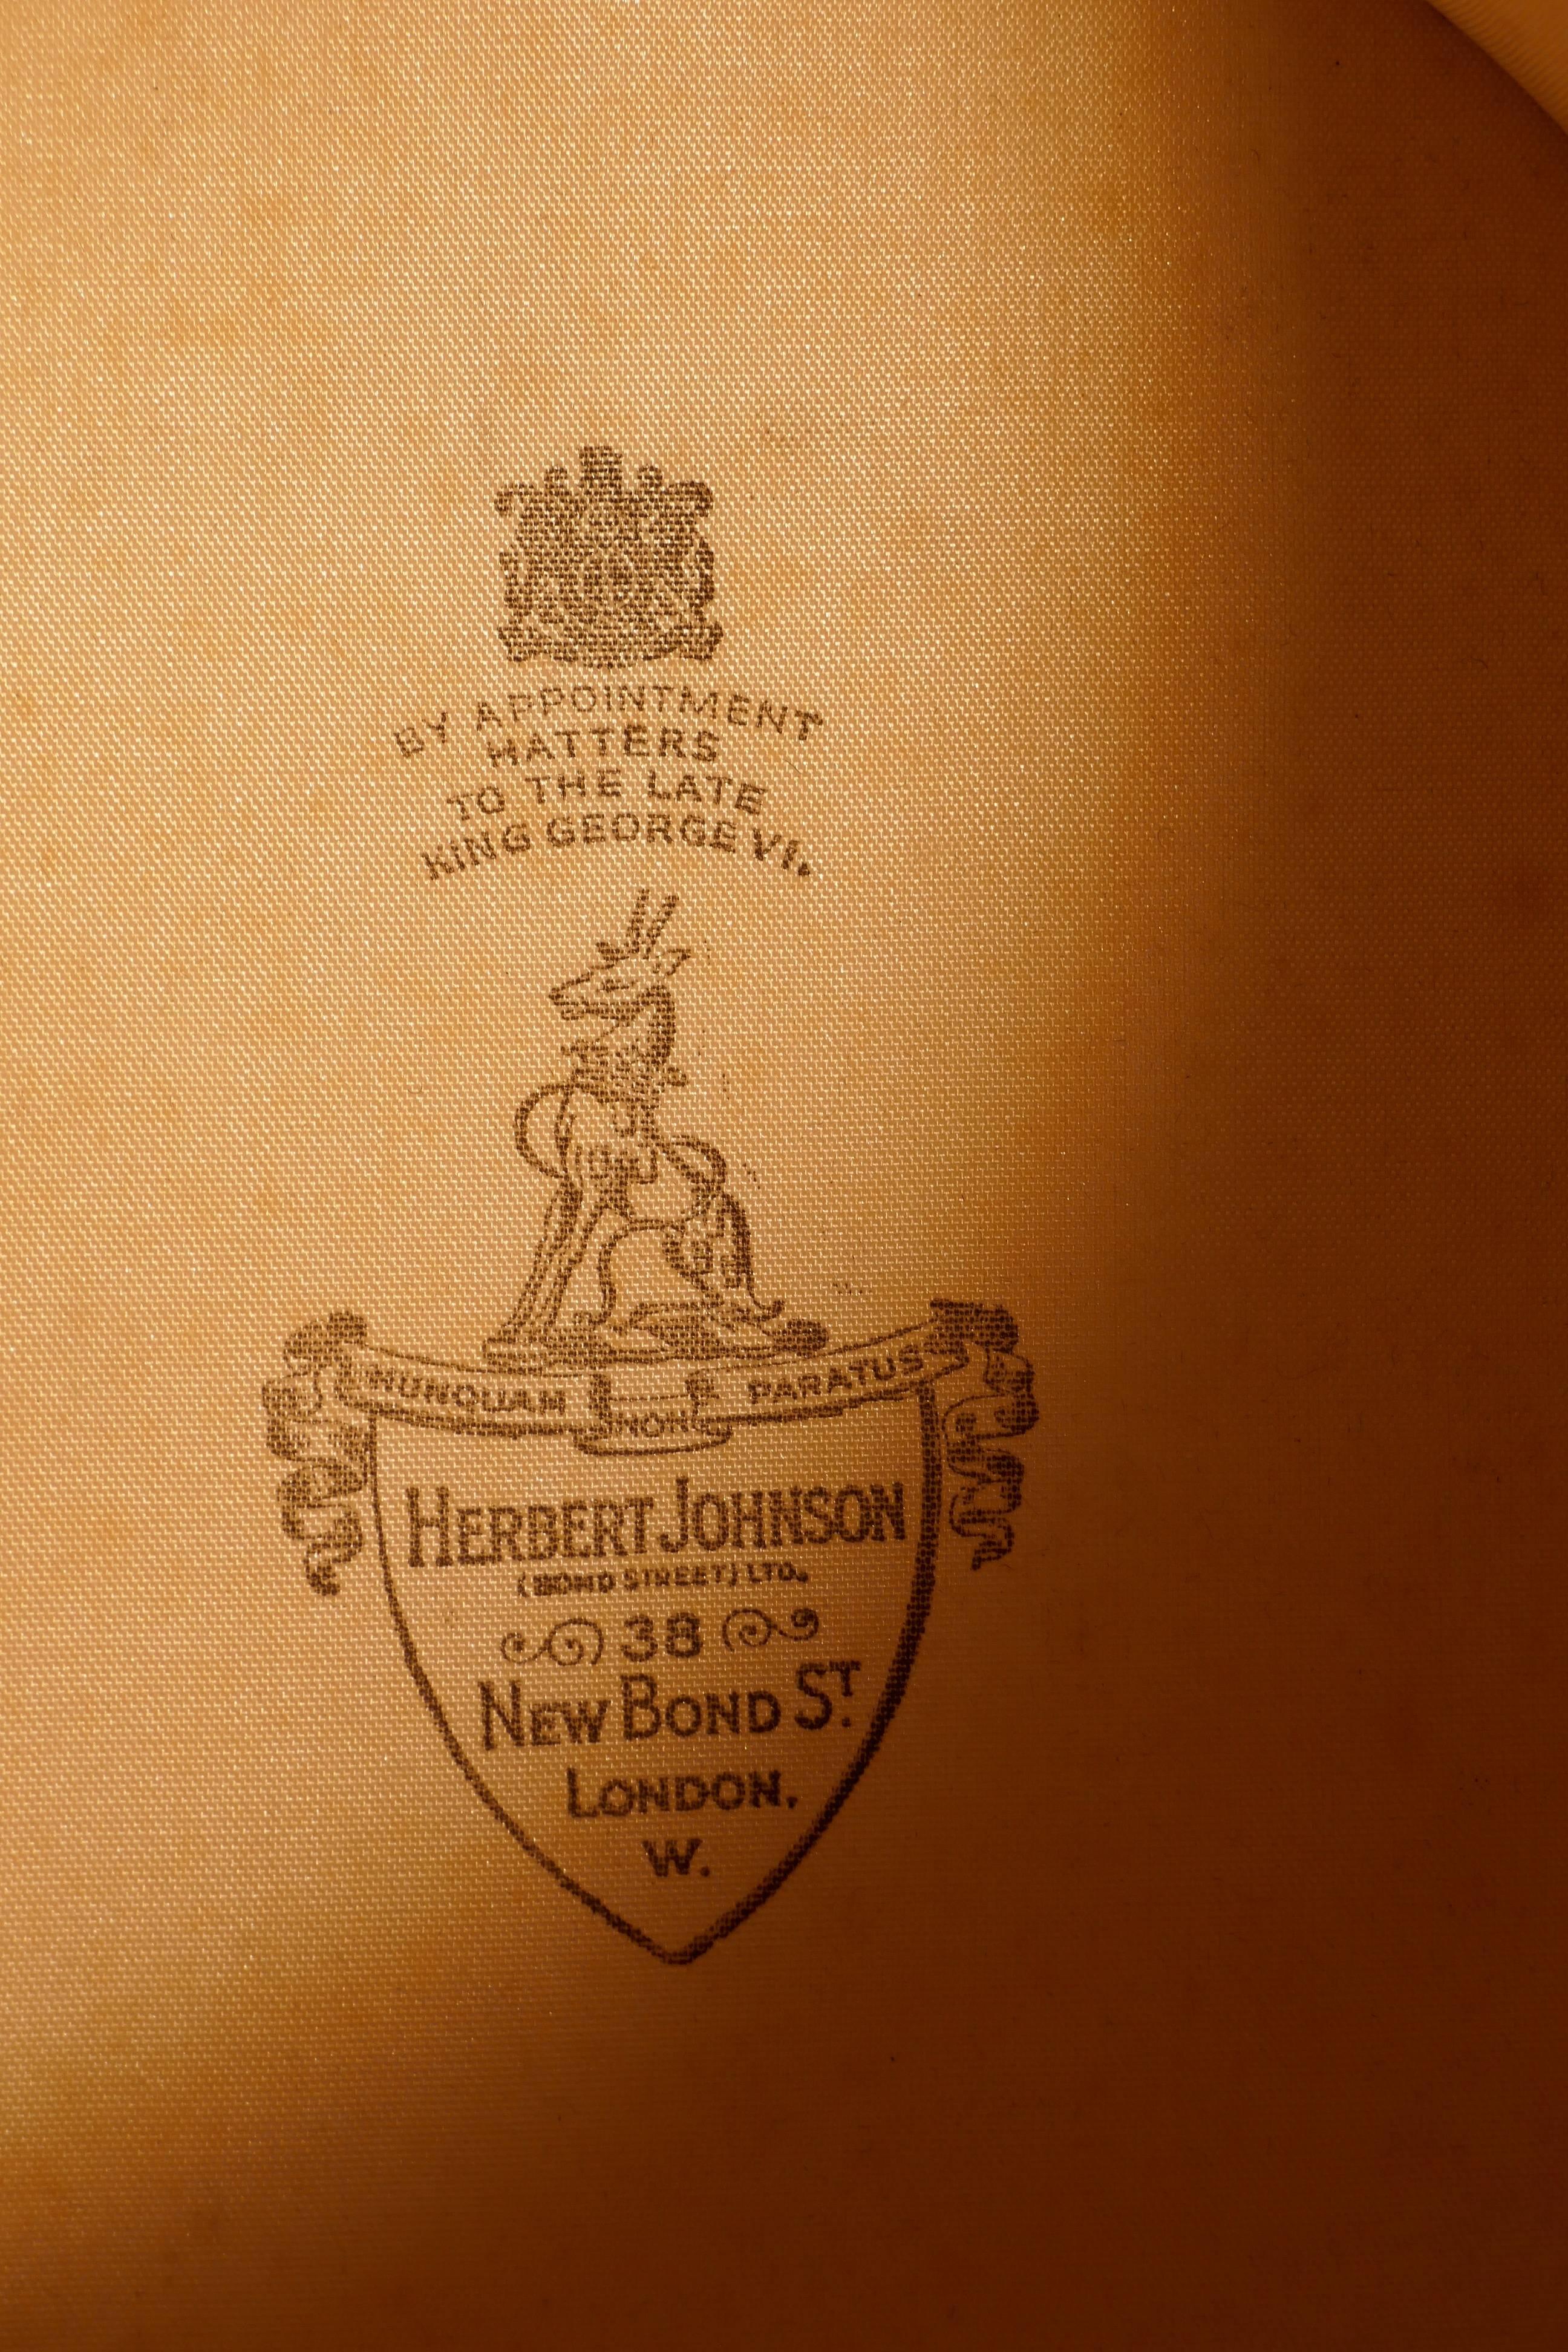 BY APPOINTMENT
HATTERS
TO THE LATE
KING GEORGE VI.
NUNQUAM NON PARATUS
HERBERT JOHNSON
(BOND STREET) LTD.
38
NEW BOND ST.
LONDON.
W.